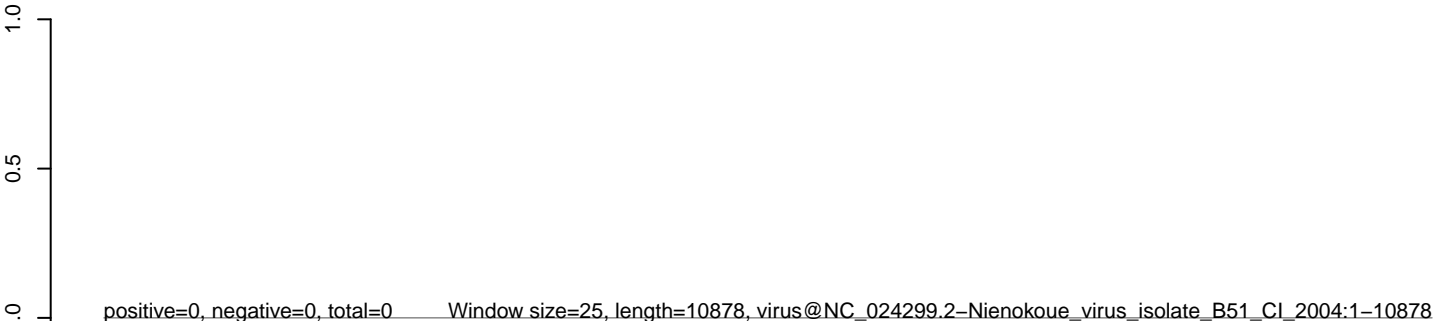 1.0
0.5
.0
positive=0, negative=0, total=0 Window size=25, length=10878, virus@NC_024299.2−Nienokoue_virus_isolate_B51_CI_2004:1−10878